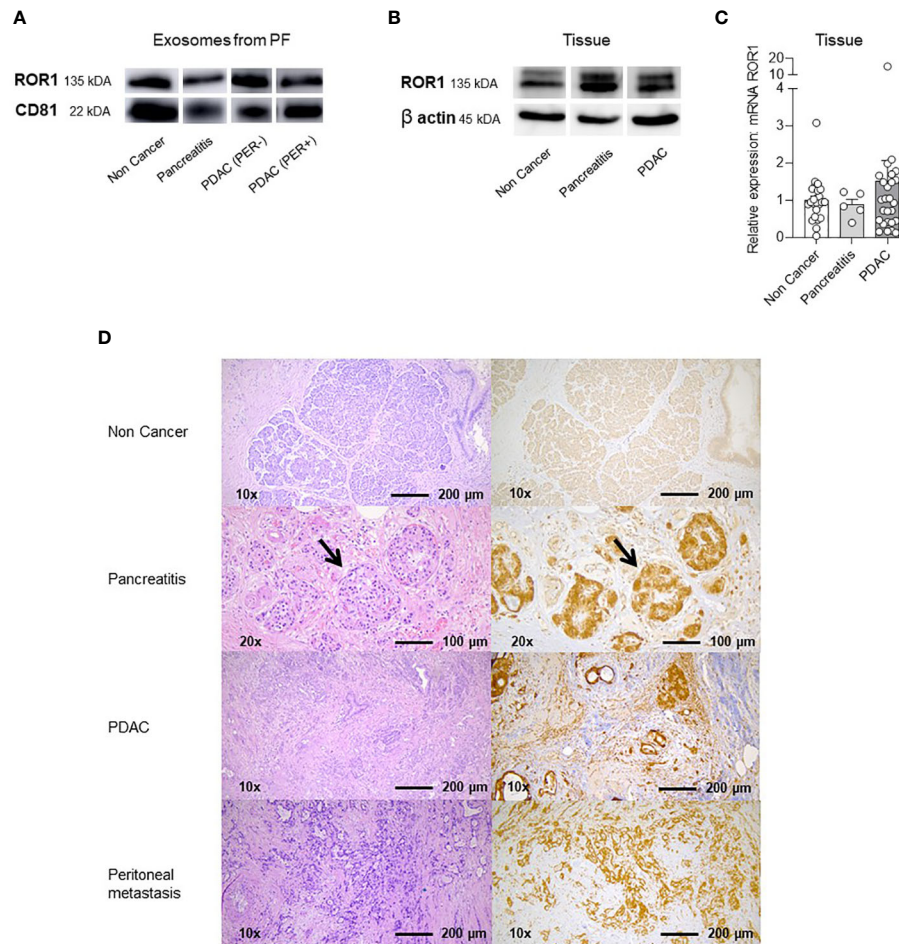 A
Exosomes from PF
ROR1 135 kDA
CD81 22 kDA
Non Cancer
Pancreatitis
PDAC (PER-)
PDAC (PER+)
B
Tissue
ROR1 135 kDA
β actin 45 kDA
Non Cancer
Pancreatitis
PDAC
C
Tissue
Relative expression: mRNA ROR1
20
10
4
3
2
1
0
Non Cancer
Pancreatitis
PDAC
D
Non Cancer
10x 200 µm
10x 200 µm
Pancreatitis
20x 100 µm
20x 100 µm
PDAC
10x 200 µm
10x 200 µm
Peritoneal
metastasis
10x 200 µm
10x 200 µm